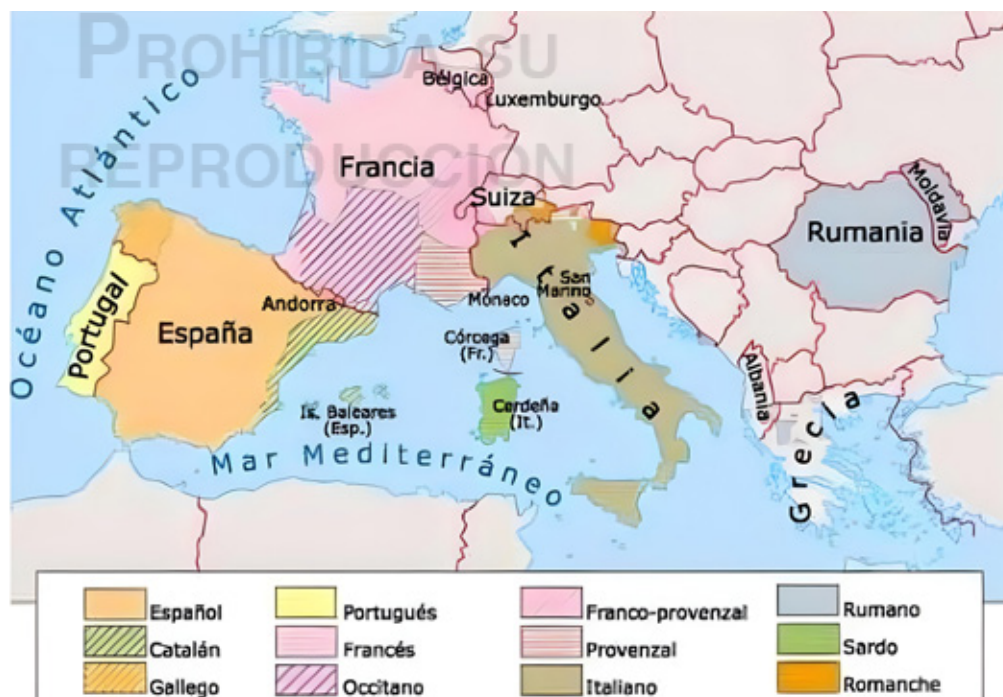 PROHIBIDA SU
REPRODUCCION
Océano Atlántico
Bélgica
Luxemburgo
Francia
Suiza
Moldavia
Rumania
Italia
San
Marino
Mónaco
Andorra
Portugal
España
Córcega
(Fr.)
Cerdeña
(It.)
Is. Baleares
(Esp.)
Albania
Grecia
Mar Mediterráneo
Español
Portugués
Franco-provenzal
Rumano
Catalán
Francés
Provenzal
Sardo
Gallego
Occitano
Italiano
Romanche